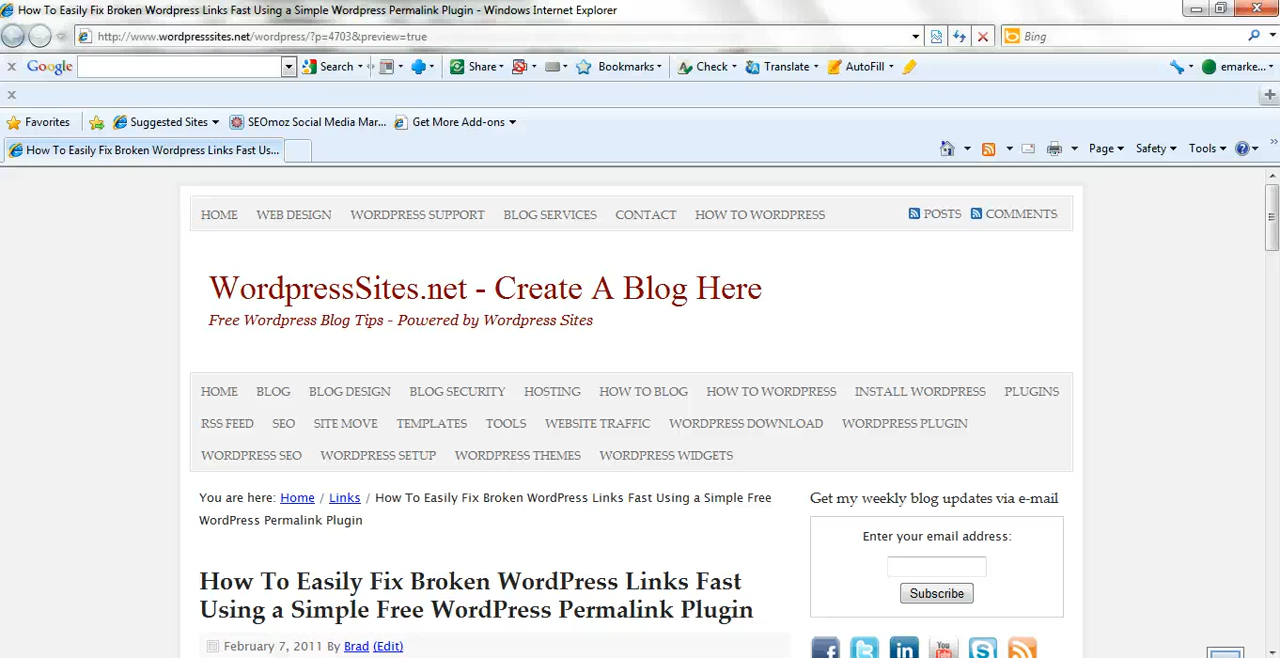 How To Easily Fix Broken Wordpress Links Fast Using a Simple Wordpress Permalink Plugin - Windows Internet Explorer
http://www.wordpresssites.net/wordpress/?p=4703&preview=true
Bing
x Google Search Share Bookmarks Check Translate AutoFill emarke...
x
Favorites Suggested Sites SEOmoz Social Media Mar... Get More Add-ons
How To Easily Fix Broken Wordpress Links Fast Us... Page Safety Tools
HOME WEB DESIGN WORDPRESS SUPPORT BLOG SERVICES CONTACT HOW TO WORDPRESS POSTS COMMENTS
WordpressSites.net - Create A Blog Here
Free Wordpress Blog Tips - Powered by Wordpress Sites
HOME BLOG BLOG DESIGN BLOG SECURITY HOSTING HOW TO BLOG HOW TO WORDPRESS INSTALL WORDPRESS PLUGINS
RSS FEED SEO SITE MOVE TEMPLATES TOOLS WEBSITE TRAFFIC WORDPRESS DOWNLOAD WORDPRESS PLUGIN
WORDPRESS SEO WORDPRESS SETUP WORDPRESS THEMES WORDPRESS WIDGETS
You are here: Home / Links / How To Easily Fix Broken WordPress Links Fast Using a Simple Free
WordPress Permalink Plugin
How To Easily Fix Broken WordPress Links Fast
Using a Simple Free WordPress Permalink Plugin
February 7, 2011 By Brad (Edit)
Get my weekly blog updates via e-mail
Enter your email address:
Subscribe
f t in You S